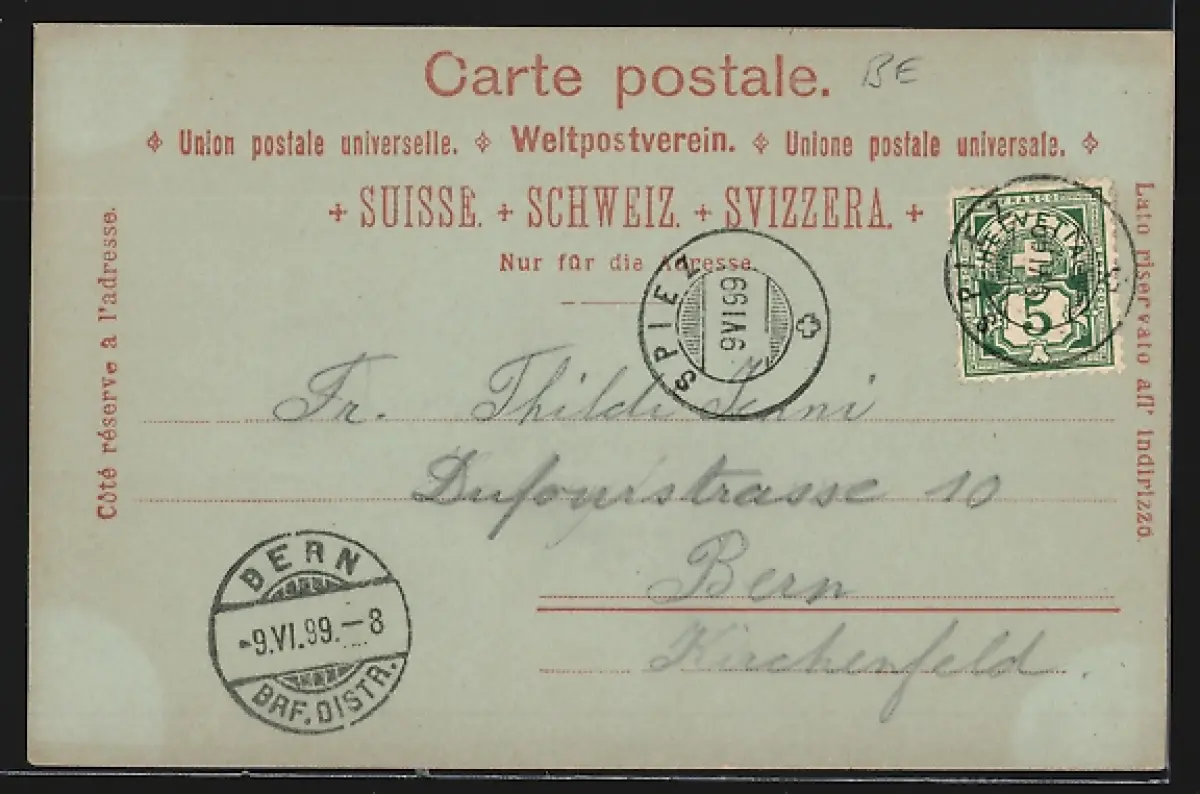 Carte postale. BE
Union postale universelle. Weltpostverein. Unione postale universale.
+ SUISSE. + SCHWEIZ. + SVIZZERA. +
Nur für die Adresse.
Côté réservé à l'adresse.
Lato riservato all' indirizzo.
SPIEZ
HELVETIA
5
SPIEZ
9 VI 99
Fr.
Dufourstrasse 10
Bern
Kirchenfeld.
BERN
-9.VI.99.-8
BRF. DISTR.